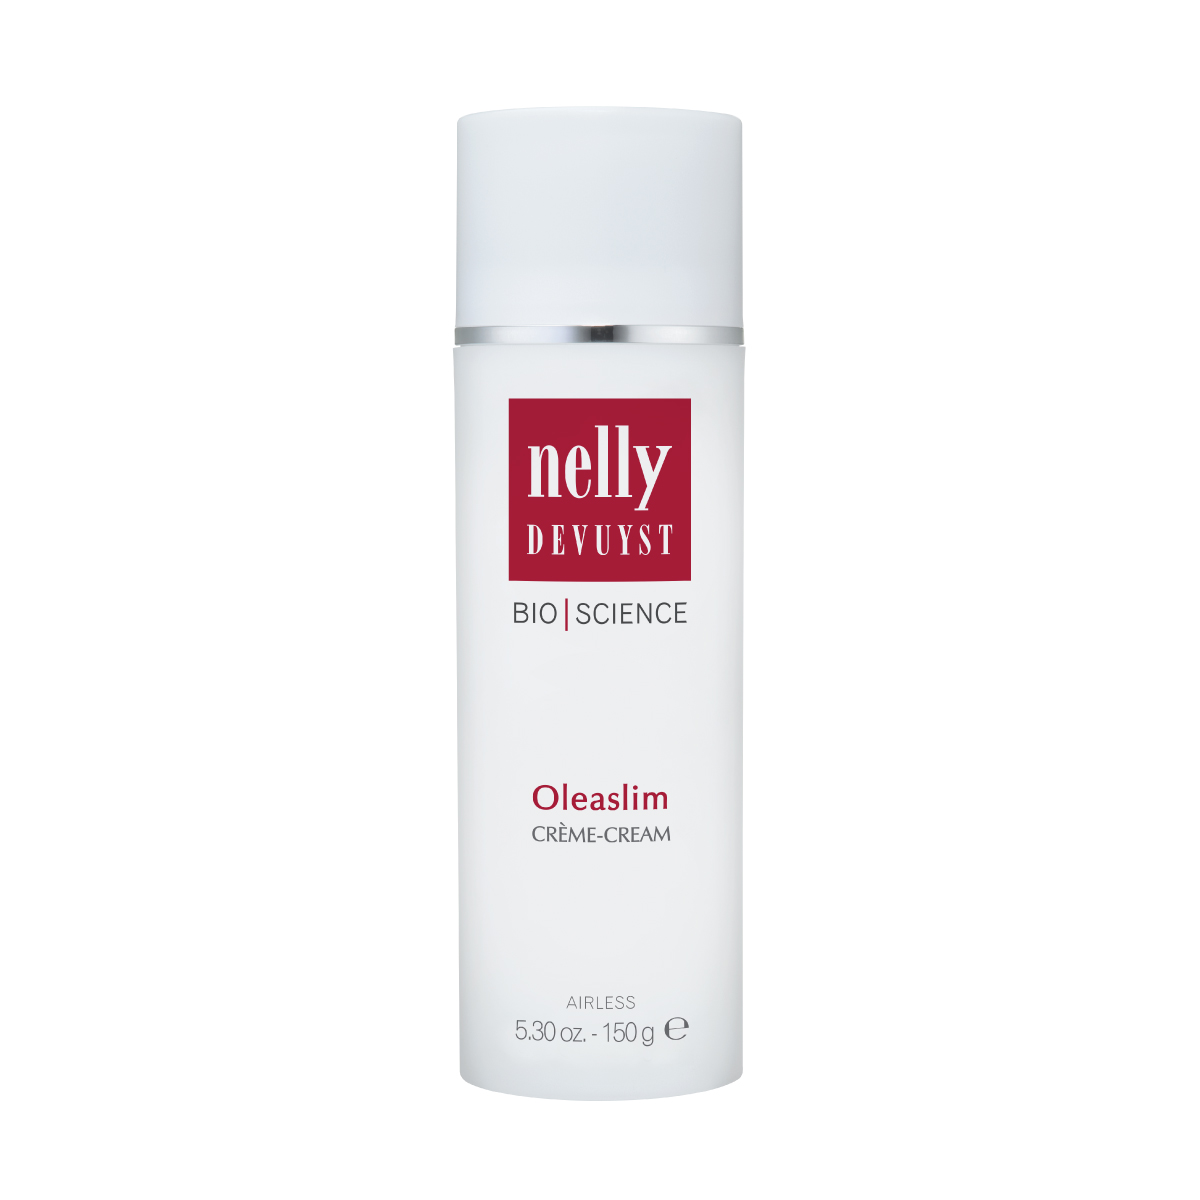 nelly
DEVUYST
BIO|SCIENCE
Oleaslim
CRÈME-CREAM
AIRLESS
5.30 oz. - 150 g ℮